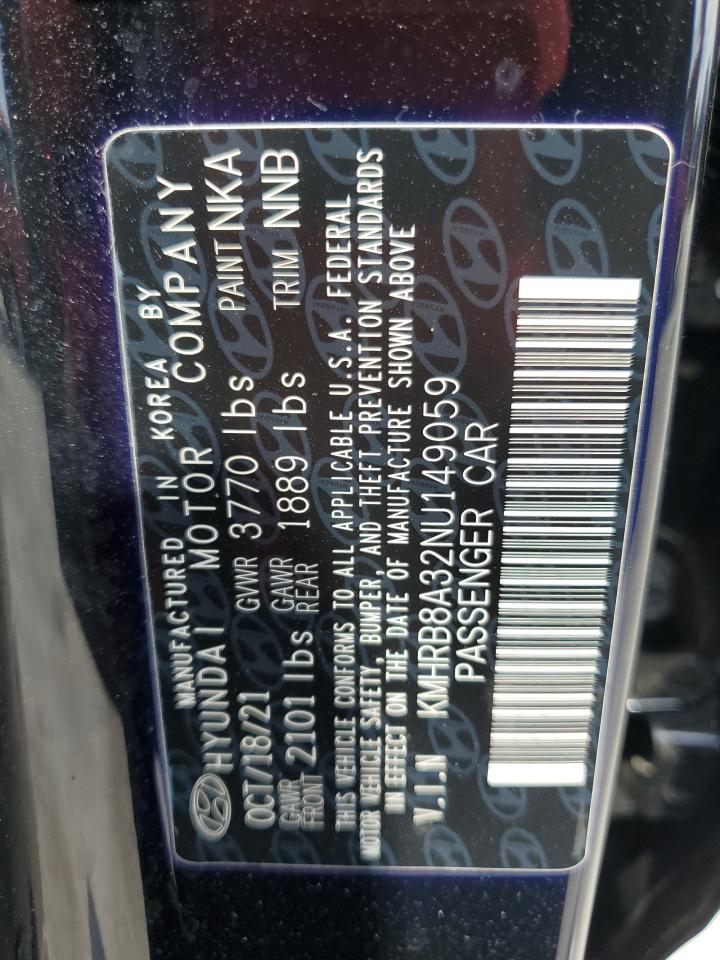 MANUFACTURED IN KOREA BY
HYUNDAI MOTOR COMPANY
OCT/18/21 GVWR 3770 lbs PAINT NKA
GAWR FRONT 2101 lbs GAWR REAR 1889 lbs TRIM NNB
THIS VEHICLE CONFORMS TO ALL APPLICABLE U.S.A. FEDERAL
MOTOR VEHICLE SAFETY, BUMPER, AND THEFT PREVENTION STANDARDS
IN EFFECT ON THE DATE OF MANUFACTURE SHOWN ABOVE
V.I.N KMHRB8A32NU149059
PASSENGER CAR